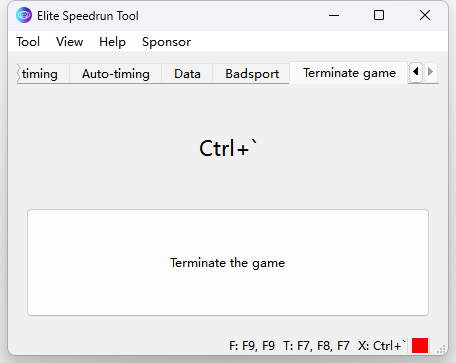 Elite Speedrun Tool
Tool View Help Sponsor
timing Auto-timing Data Badsport Terminate game
Ctrl+`
Terminate the game
F: F9, F9 T: F7, F8, F7 X: Ctrl+`